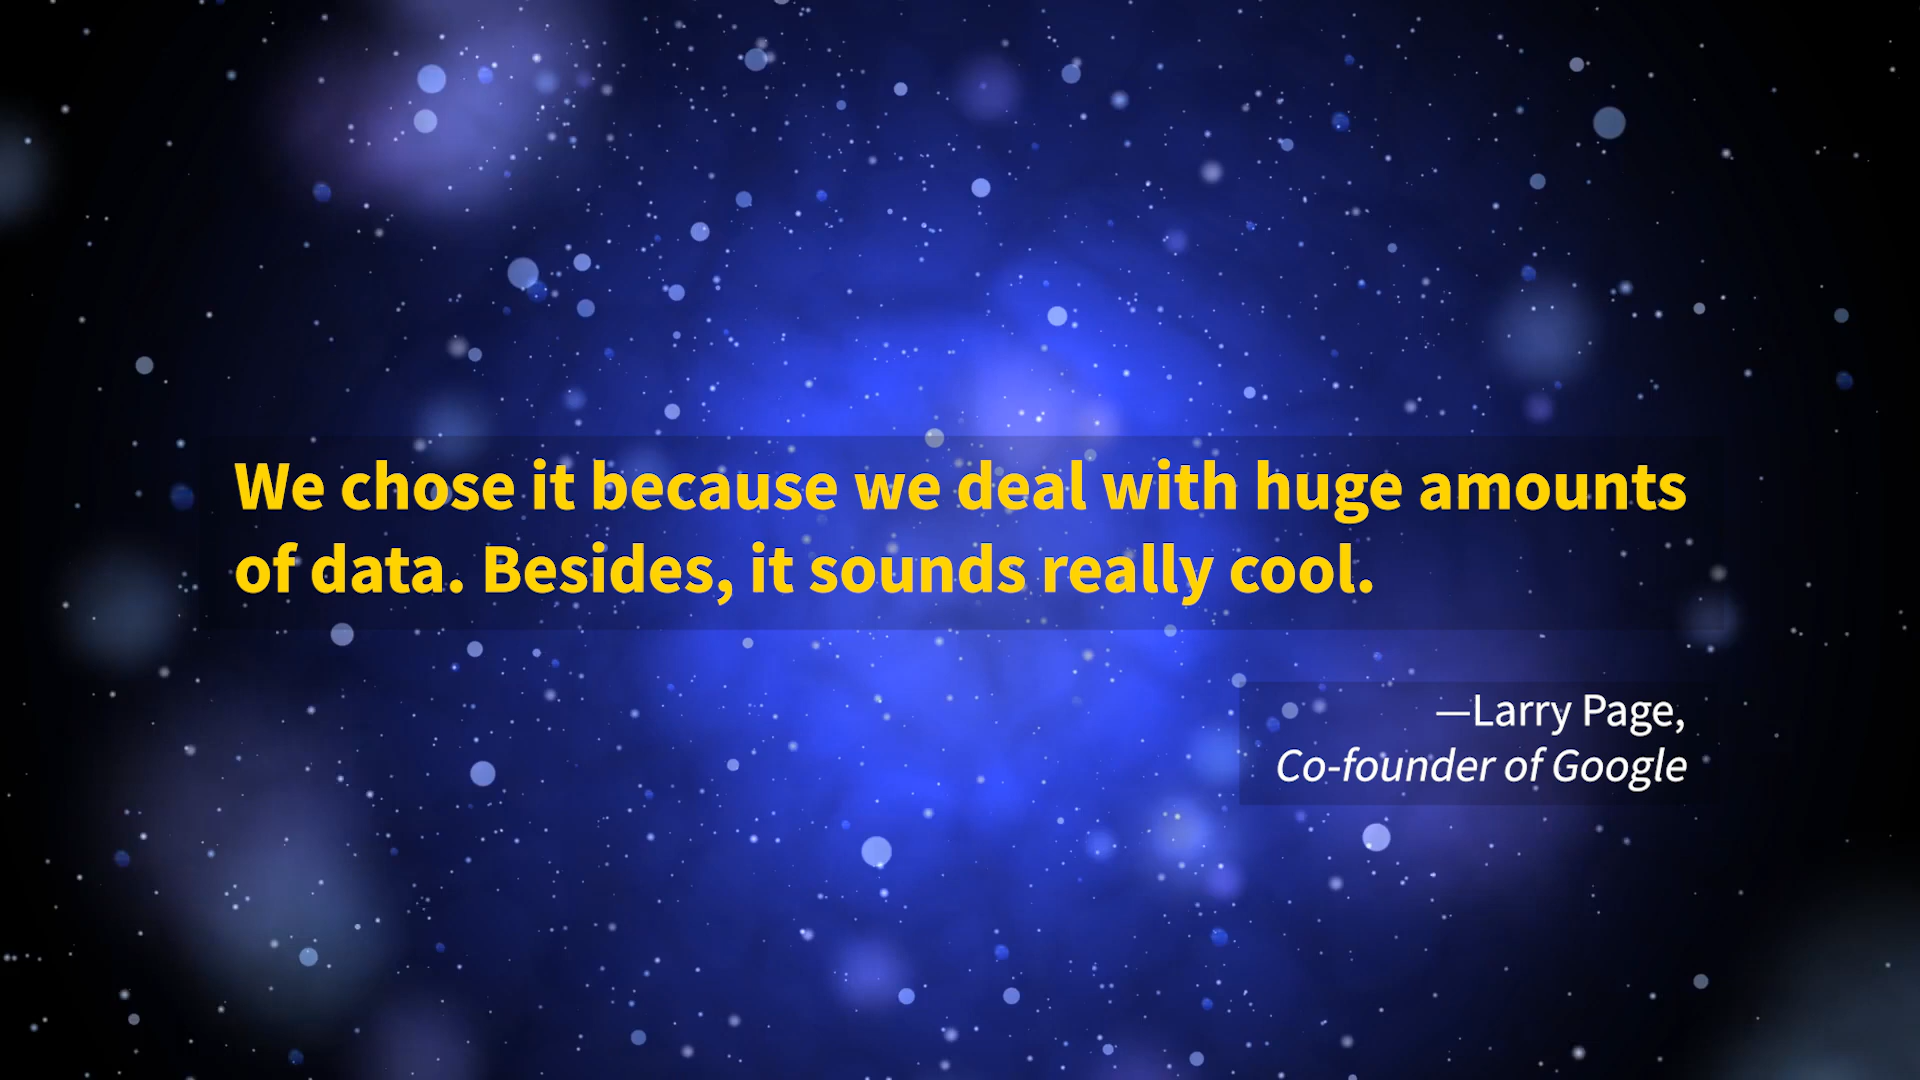 We chose it because we deal with huge amounts
of data. Besides, it sounds really cool.
—Larry Page,
Co-founder of Google